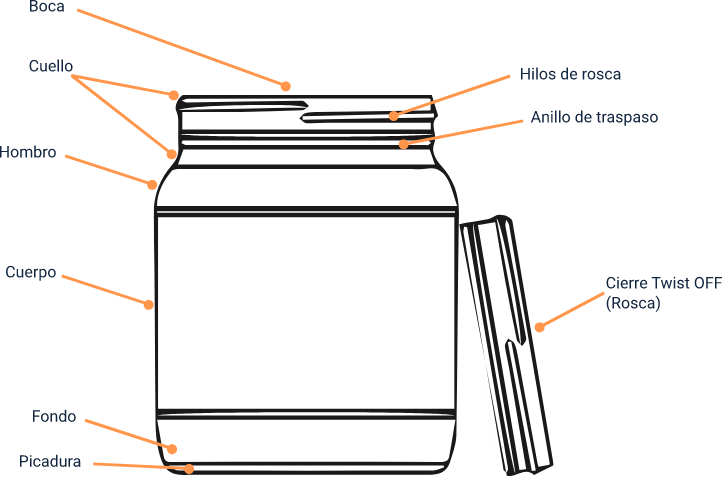 Boca
Cuello
Hilos de rosca
Anillo de traspaso
Hombro
Cuerpo
Cierre Twist OFF
(Rosca)
Fondo
Picadura